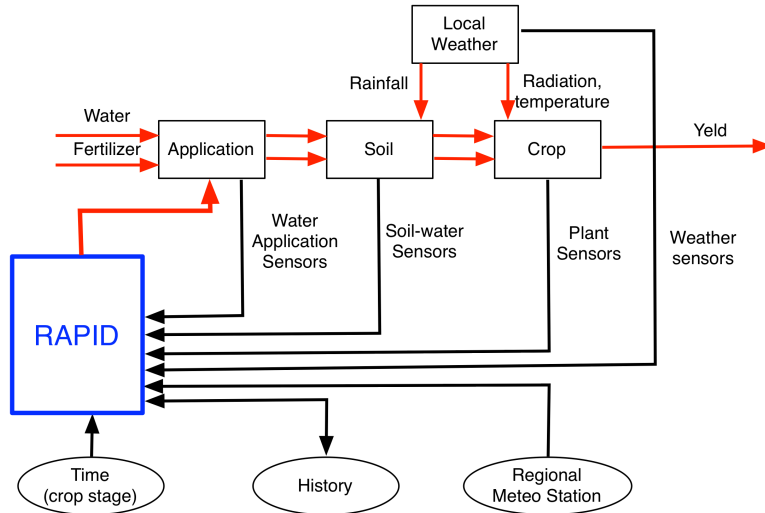 Local
Weather
Rainfall
Radiation,
temperature
Water
Fertilizer
Application
Soil
Crop
Yeld
Water
Application
Sensors
Soil-water
Sensors
Plant
Sensors
Weather
sensors
RAPID
Time
(crop stage)
History
Regional
Meteo Station